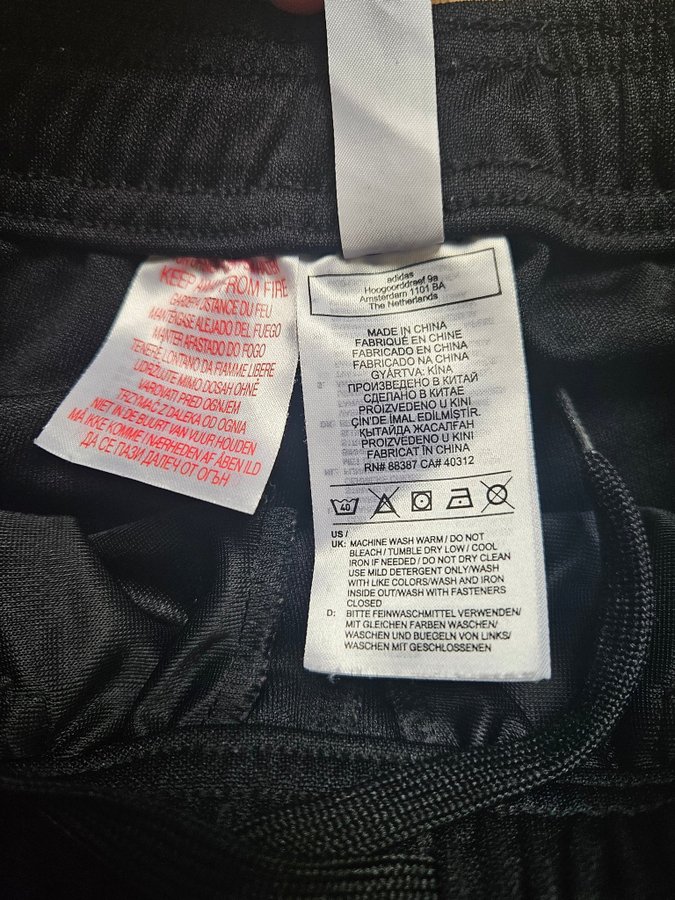 KEEP AWAY FROM FIRE
GARDER À DISTANCE DU FEU
MANTENGASE ALEJADO DEL FUEGO
MANTER AFASTADO DO FOGO
TENERE LONTANO DA FIAMME LIBERE
UDRZUJTE MIMO DOSAH OHNĚ
VAROVATI PRED OGNJEM
TRZYMAĆ Z DALEKA OD OGNIA
NIET IN DE BUURT VAN VUUR HOUDEN
MÅ IKKE KOMME I NÆRHEDEN AF ÅBEN ILD
ДА СЕ ПАЗИ ДАЛЕЧ ОТ ОГЪН
adidas
Hoogoorddreef 9a
Amsterdam 1101 BA
The Netherlands
MADE IN CHINA
FABRIQUÉ EN CHINE
FABRICADO EN CHINA
FABRICADO NA CHINA
GYÁRTVA: KÍNA
ПРОИЗВЕДЕНО В КИТАЙ
СДЕЛАНО В КИТАЕ
PROIZVEDENO U KINI
ÇIN'DE İMAL EDİLMİŞTİR.
ҚЫТАЙДА ЖАСАЛҒАН
PROIZVEDENO U KINI
FABRICAT ÎN CHINA
RN# 88387 CA# 40312
40
US /
UK: MACHINE WASH WARM / DO NOT
BLEACH / TUMBLE DRY LOW / COOL
IRON IF NEEDED / DO NOT DRY CLEAN
USE MILD DETERGENT ONLY/WASH
WITH LIKE COLORS/WASH AND IRON
INSIDE OUT/WASH WITH FASTENERS
CLOSED
D: BITTE FEINWASCHMITTEL VERWENDEN/
MIT GLEICHEN FARBEN WASCHEN/
WASCHEN UND BUEGELN VON LINKS/
WASCHEN MIT GESCHLOSSENEN